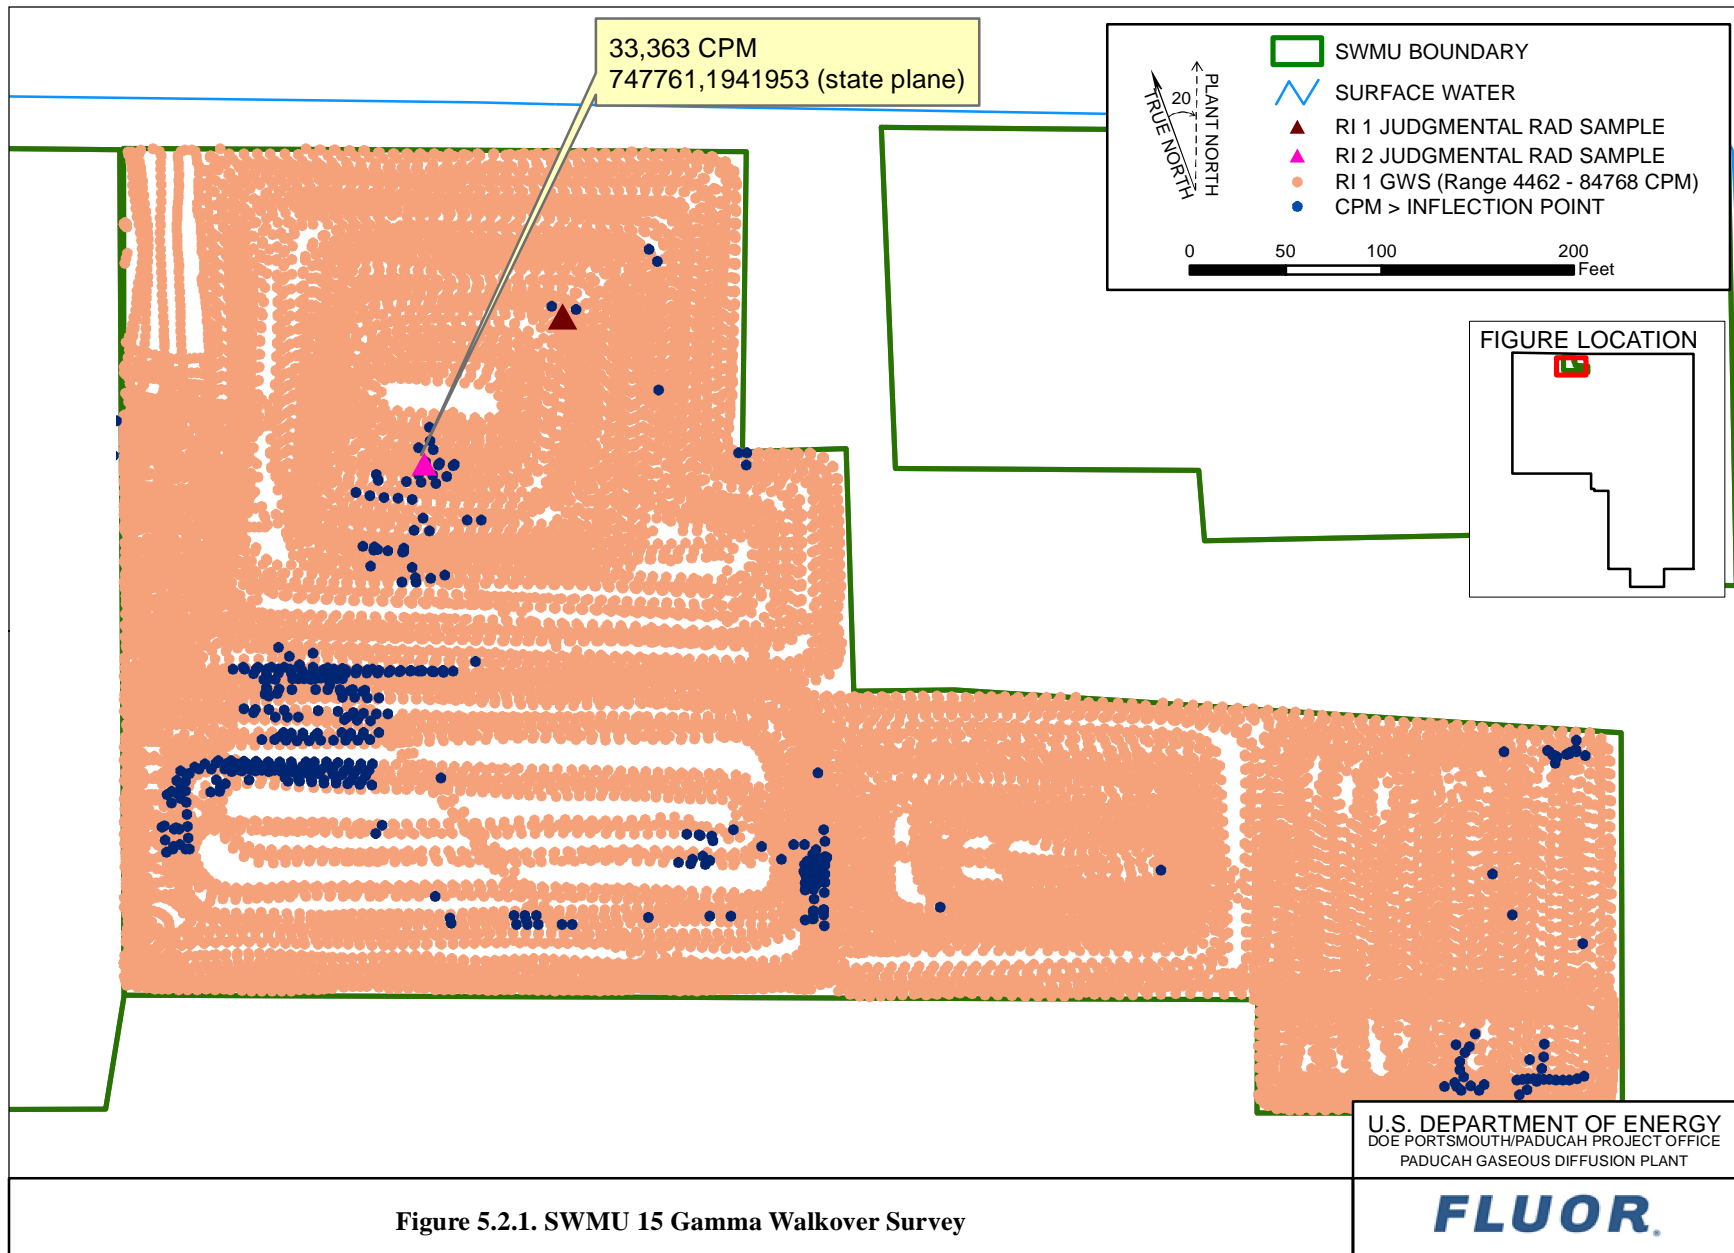 33,363 CPM
747761,1941953 (state plane)
TRUE NORTH
20
PLANT NORTH
SWMU BOUNDARY
SURFACE WATER
RI 1 JUDGMENTAL RAD SAMPLE
RI 2 JUDGMENTAL RAD SAMPLE
RI 1 GWS (Range 4462 - 84768 CPM)
CPM > INFLECTION POINT
0 50 100 200
Feet
FIGURE LOCATION
U.S. DEPARTMENT OF ENERGY
DOE PORTSMOUTH/PADUCAH PROJECT OFFICE
PADUCAH GASEOUS DIFFUSION PLANT
Figure 5.2.1. SWMU 15 Gamma Walkover Survey
FLUOR®